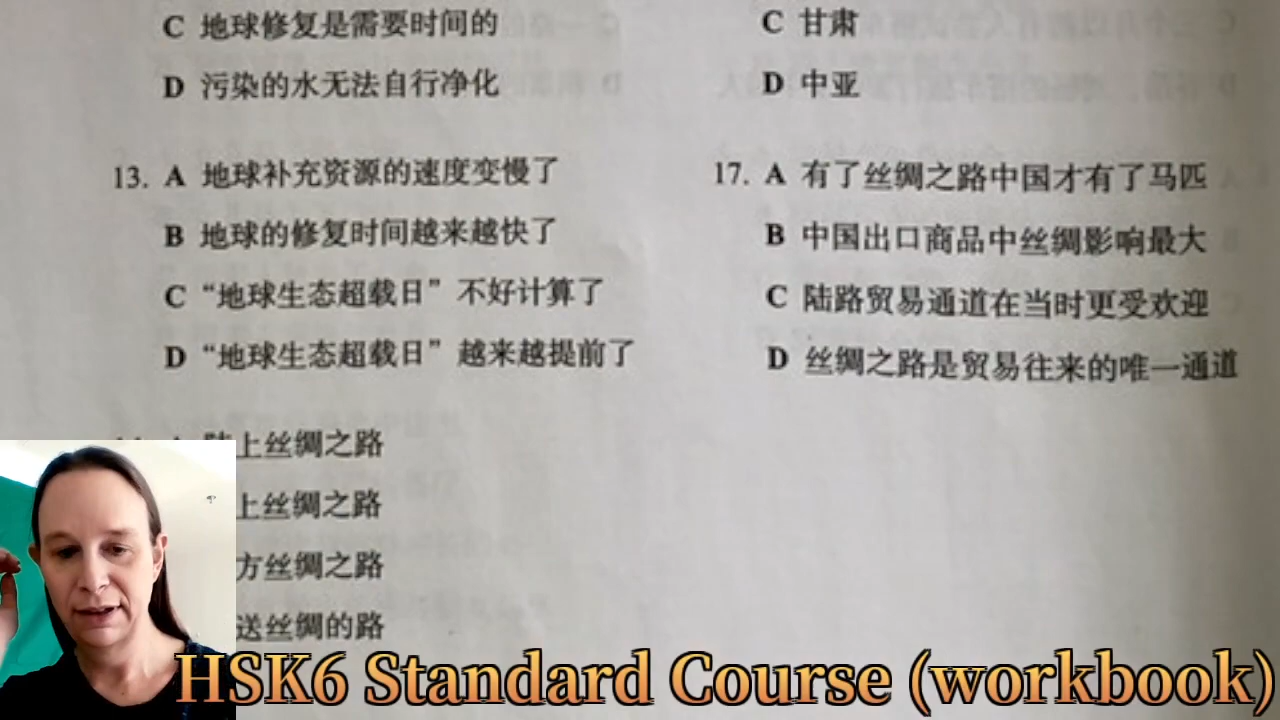 C 地球修复是需要时间的
D 污染的水无法自行净化
13. A 地球补充资源的速度变慢了
B 地球的修复时间越来越快了
C “地球生态超载日”不好计算了
D “地球生态超载日”越来越提前了
上丝绸之路
上丝绸之路
方丝绸之路
送丝绸的路
C 甘肃
D 中亚
17. A 有了丝绸之路中国才有了马匹
B 中国出口商品中丝绸影响最大
C 陆路贸易通道在当时更受欢迎
D 丝绸之路是贸易往来的唯一通道
HSK6 Standard Course (workbook)